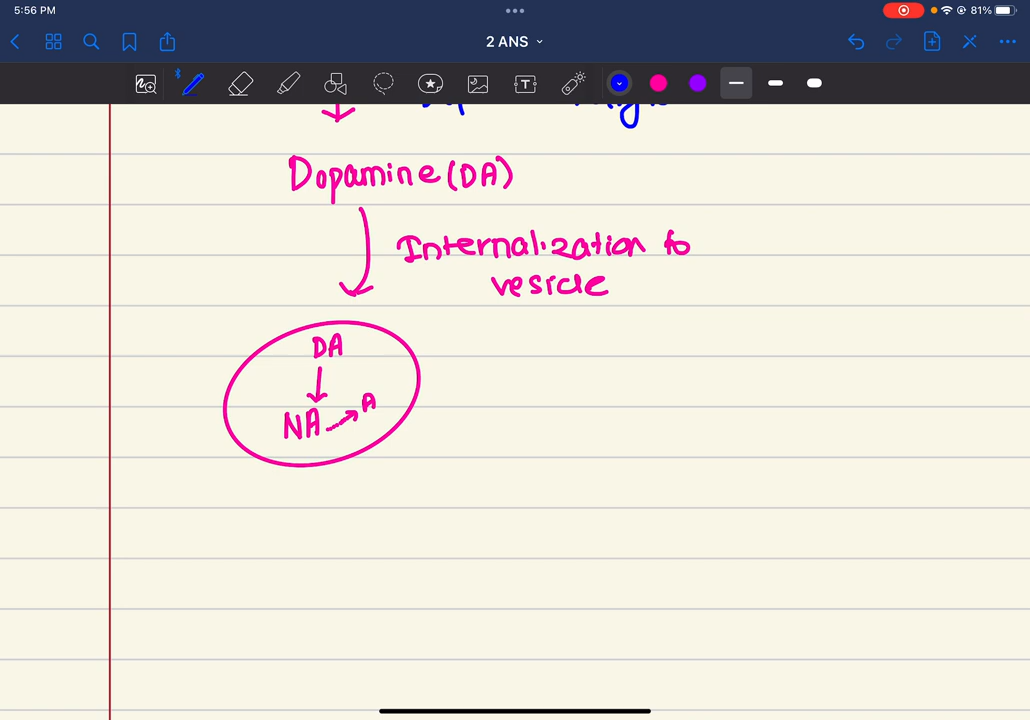 5:56 PM
81%
2 ANS
Dopamine (DA)
Internalization to
vesicle
DA
NA
A